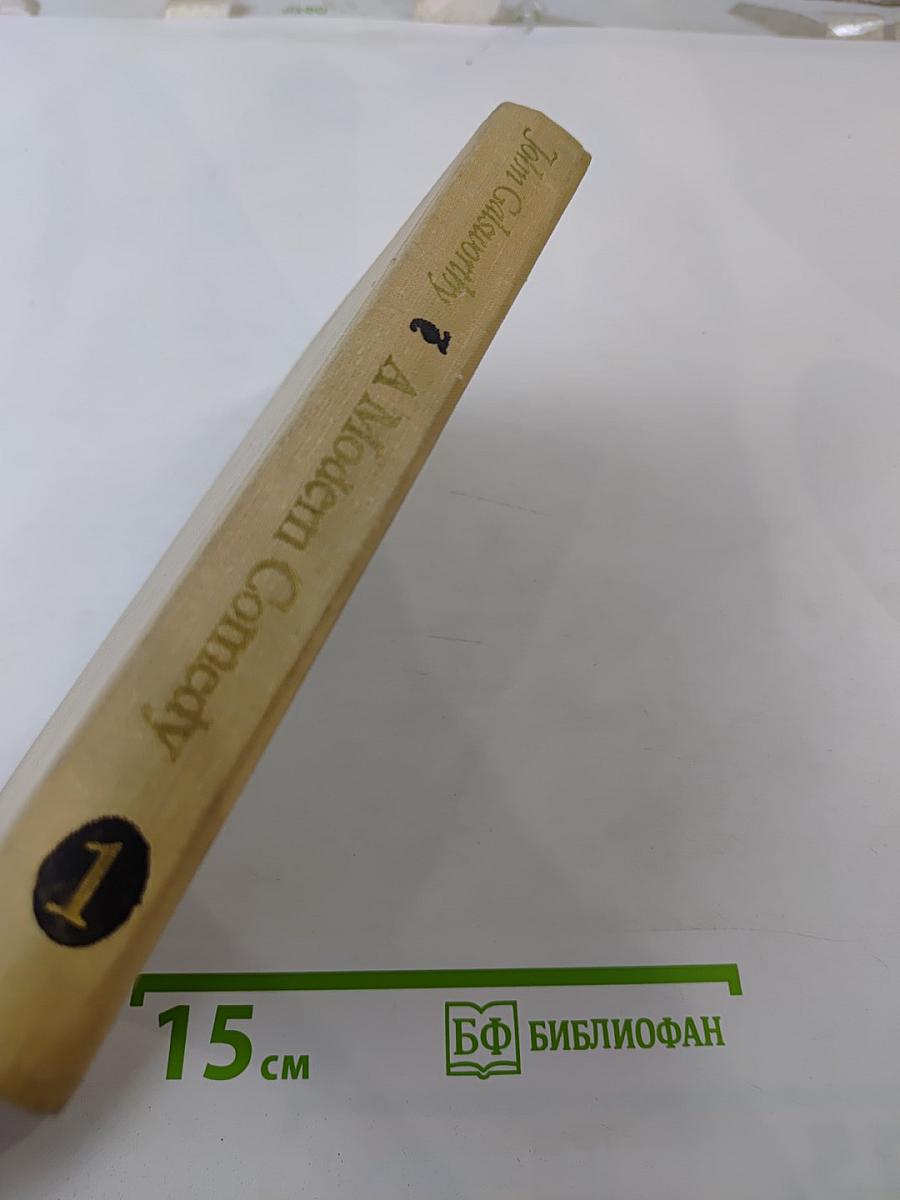 John Galsworthy
A Modern Comedy
1
15 см
БФ БИБЛИОФАН